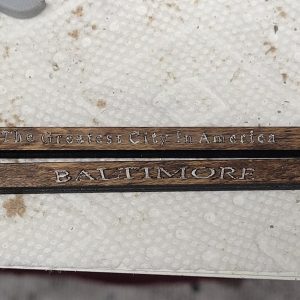 The Greatest City In America
BALTIMORE